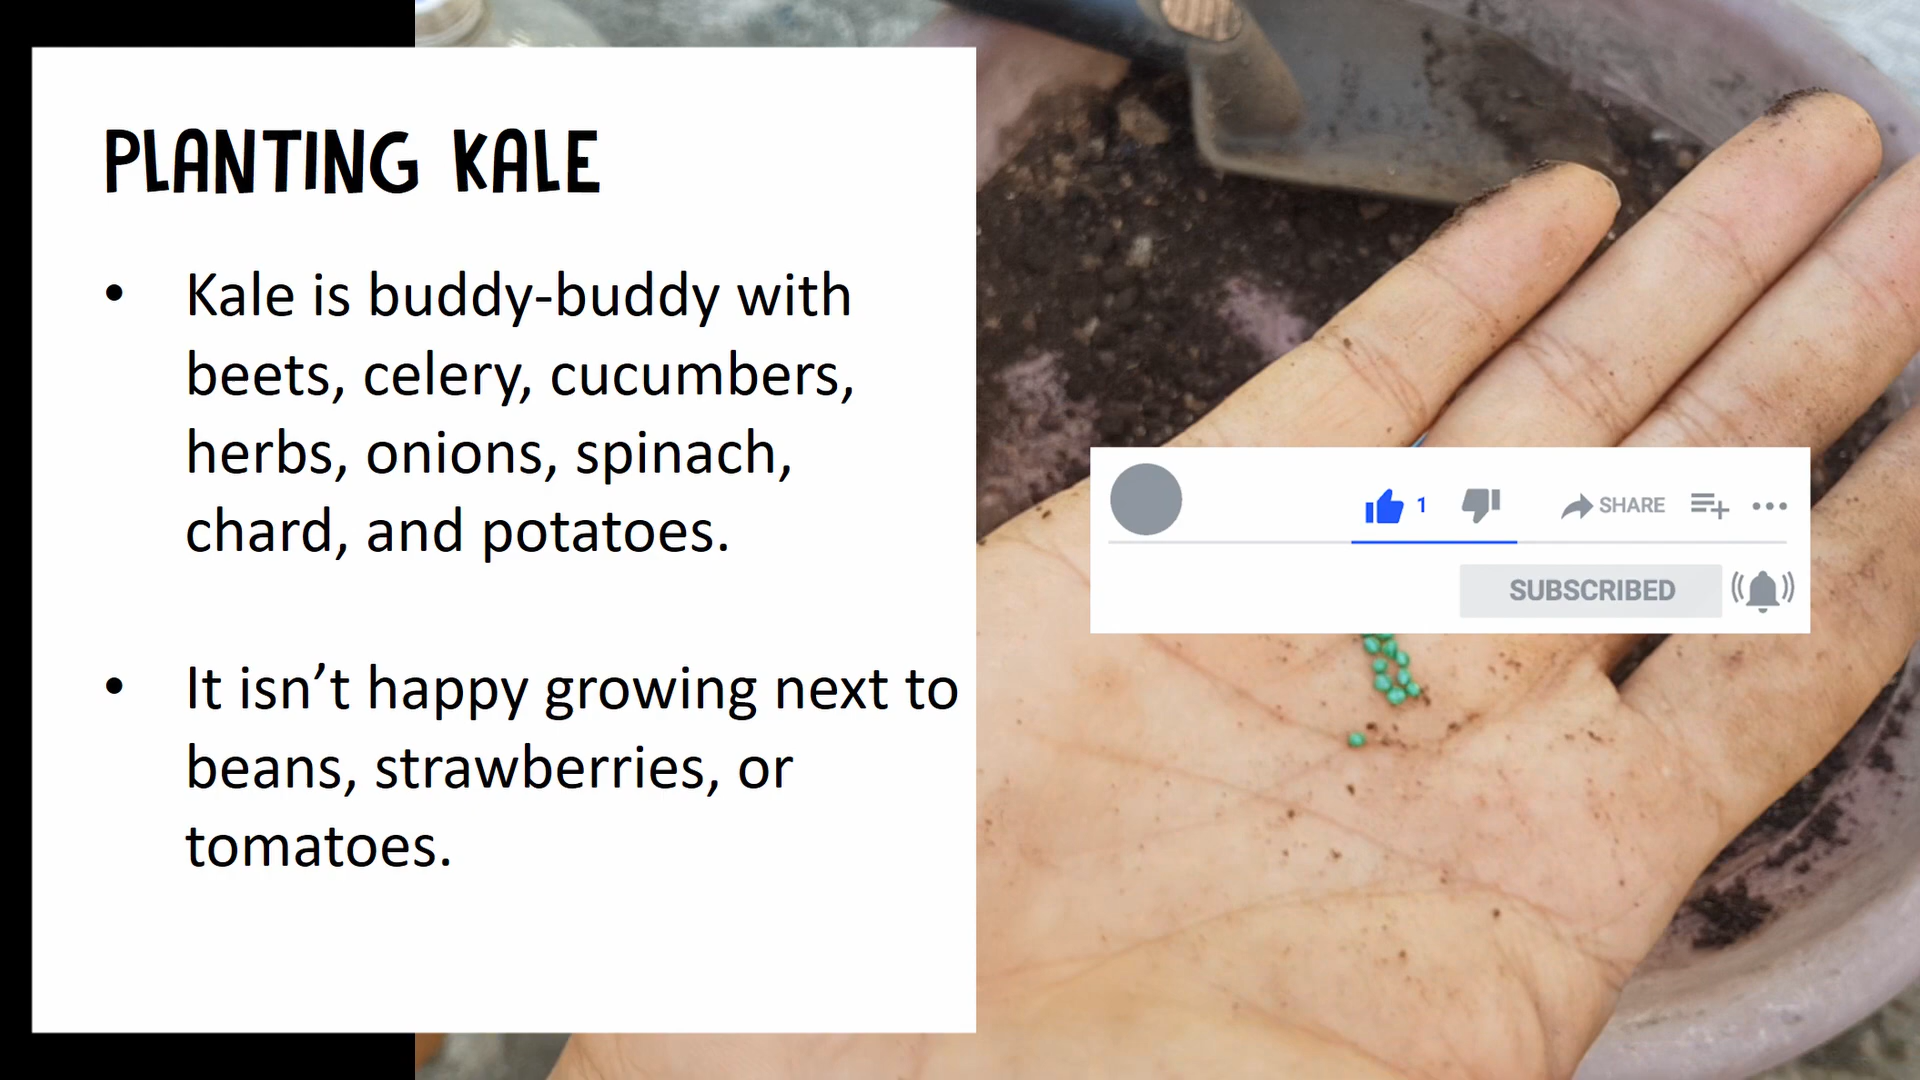 PLANTING KALE
• Kale is buddy-buddy with
beets, celery, cucumbers,
herbs, onions, spinach,
chard, and potatoes.
• It isn’t happy growing next to
beans, strawberries, or
tomatoes.
1 SHARE
SUBSCRIBED